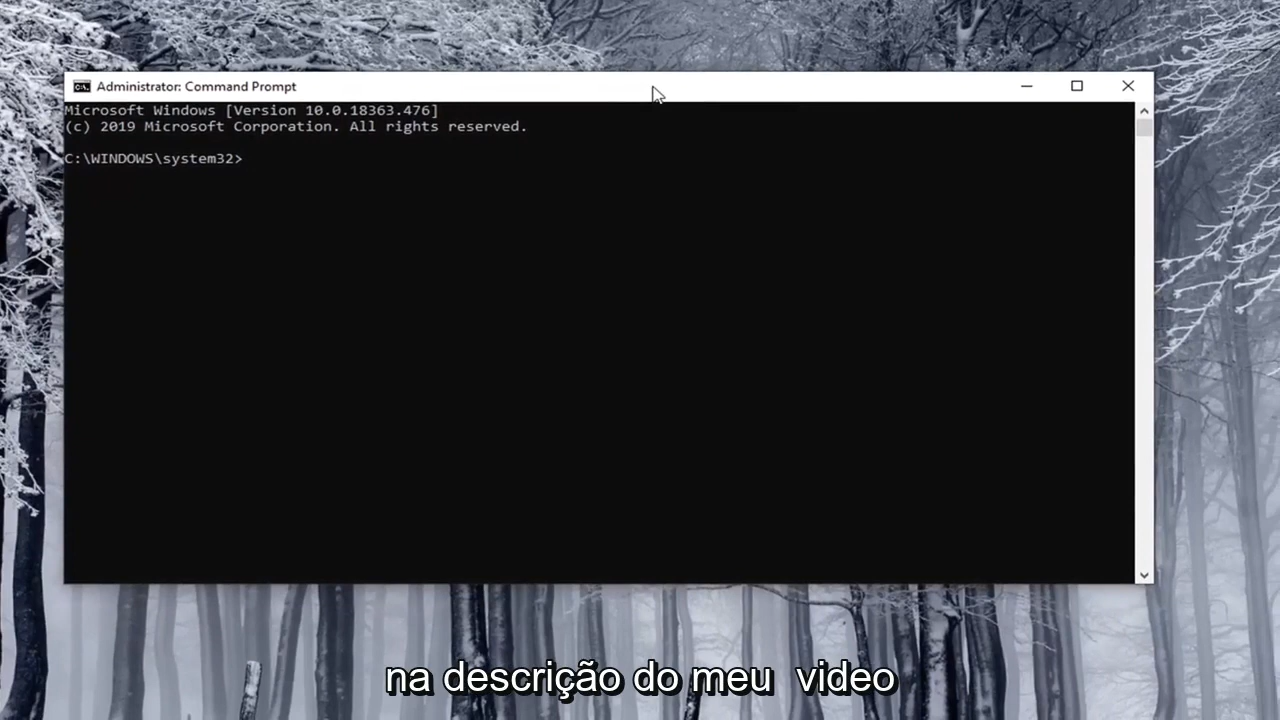 Administrator: Command Prompt
Microsoft Windows [Version 10.0.18363.476]
(c) 2019 Microsoft Corporation. All rights reserved.
C:\WINDOWS\system32>
na descrição do meu  video